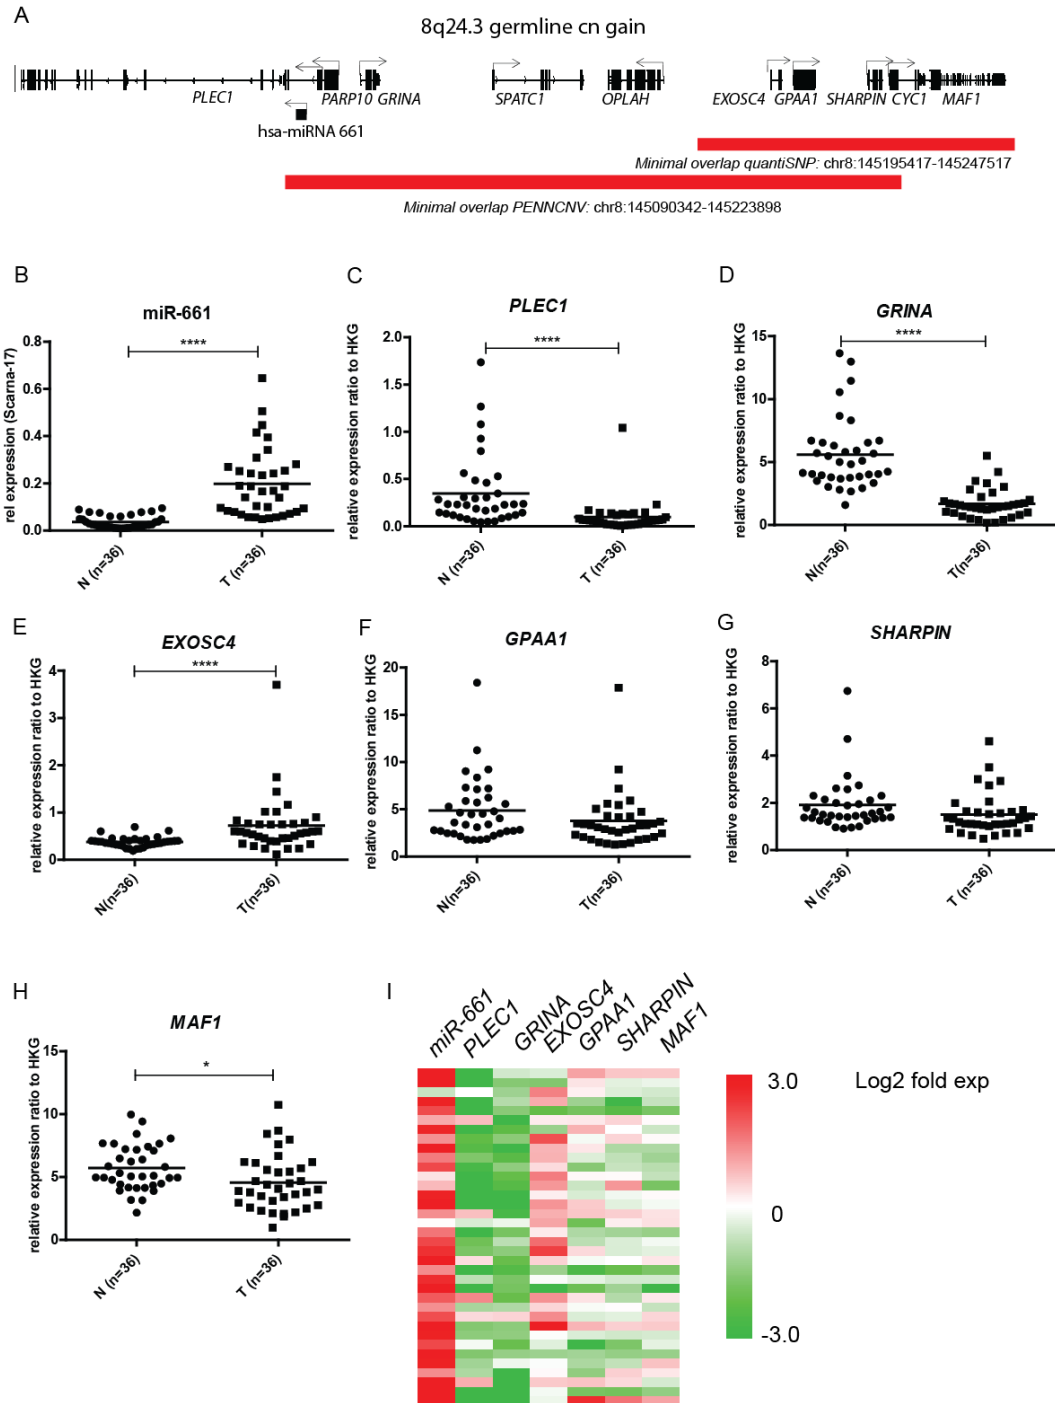 A
8q24.3 germline cn gain
PLEC1 PARP10 GRINA SPATC1 OPLAH EXOSC4 GPAA1 SHARPIN CYC1 MAF1
hsa-miRNA 661
Minimal overlap quantiSNP: chr8:145195417-145247517
Minimal overlap PENNCNV: chr8:145090342-145223898
B
miR-661
rel expression (Scarna-17)
0.8
0.6
0.4
0.2
0.0
****
N (n=36)
T (n=36)
C
PLEC1
relative expression ratio to HKG
2.0
1.5
1.0
0.5
0.0
****
N (n=36)
T (n=36)
D
GRINA
relative expression ratio to HKG
15
10
5
0
****
N(n=36)
T(n=36)
E
EXOSC4
relative expression ratio to HKG
4
3
2
1
0
****
N(n=36)
T(n=36)
F
GPAA1
relative expression ratio to HKG
20
15
10
5
0
N (n=36)
T (n=36)
G
SHARPIN
relative expression ratio to HKG
8
6
4
2
0
N (n=36)
T (n=36)
H
MAF1
relative expression ratio to HKG
15
10
5
0
*
N (n=36)
T (n=36)
I
miR-661
PLEC1
GRINA
EXOSC4
GPAA1
SHARPIN
MAF1
3.0
0
-3.0
Log2 fold exp